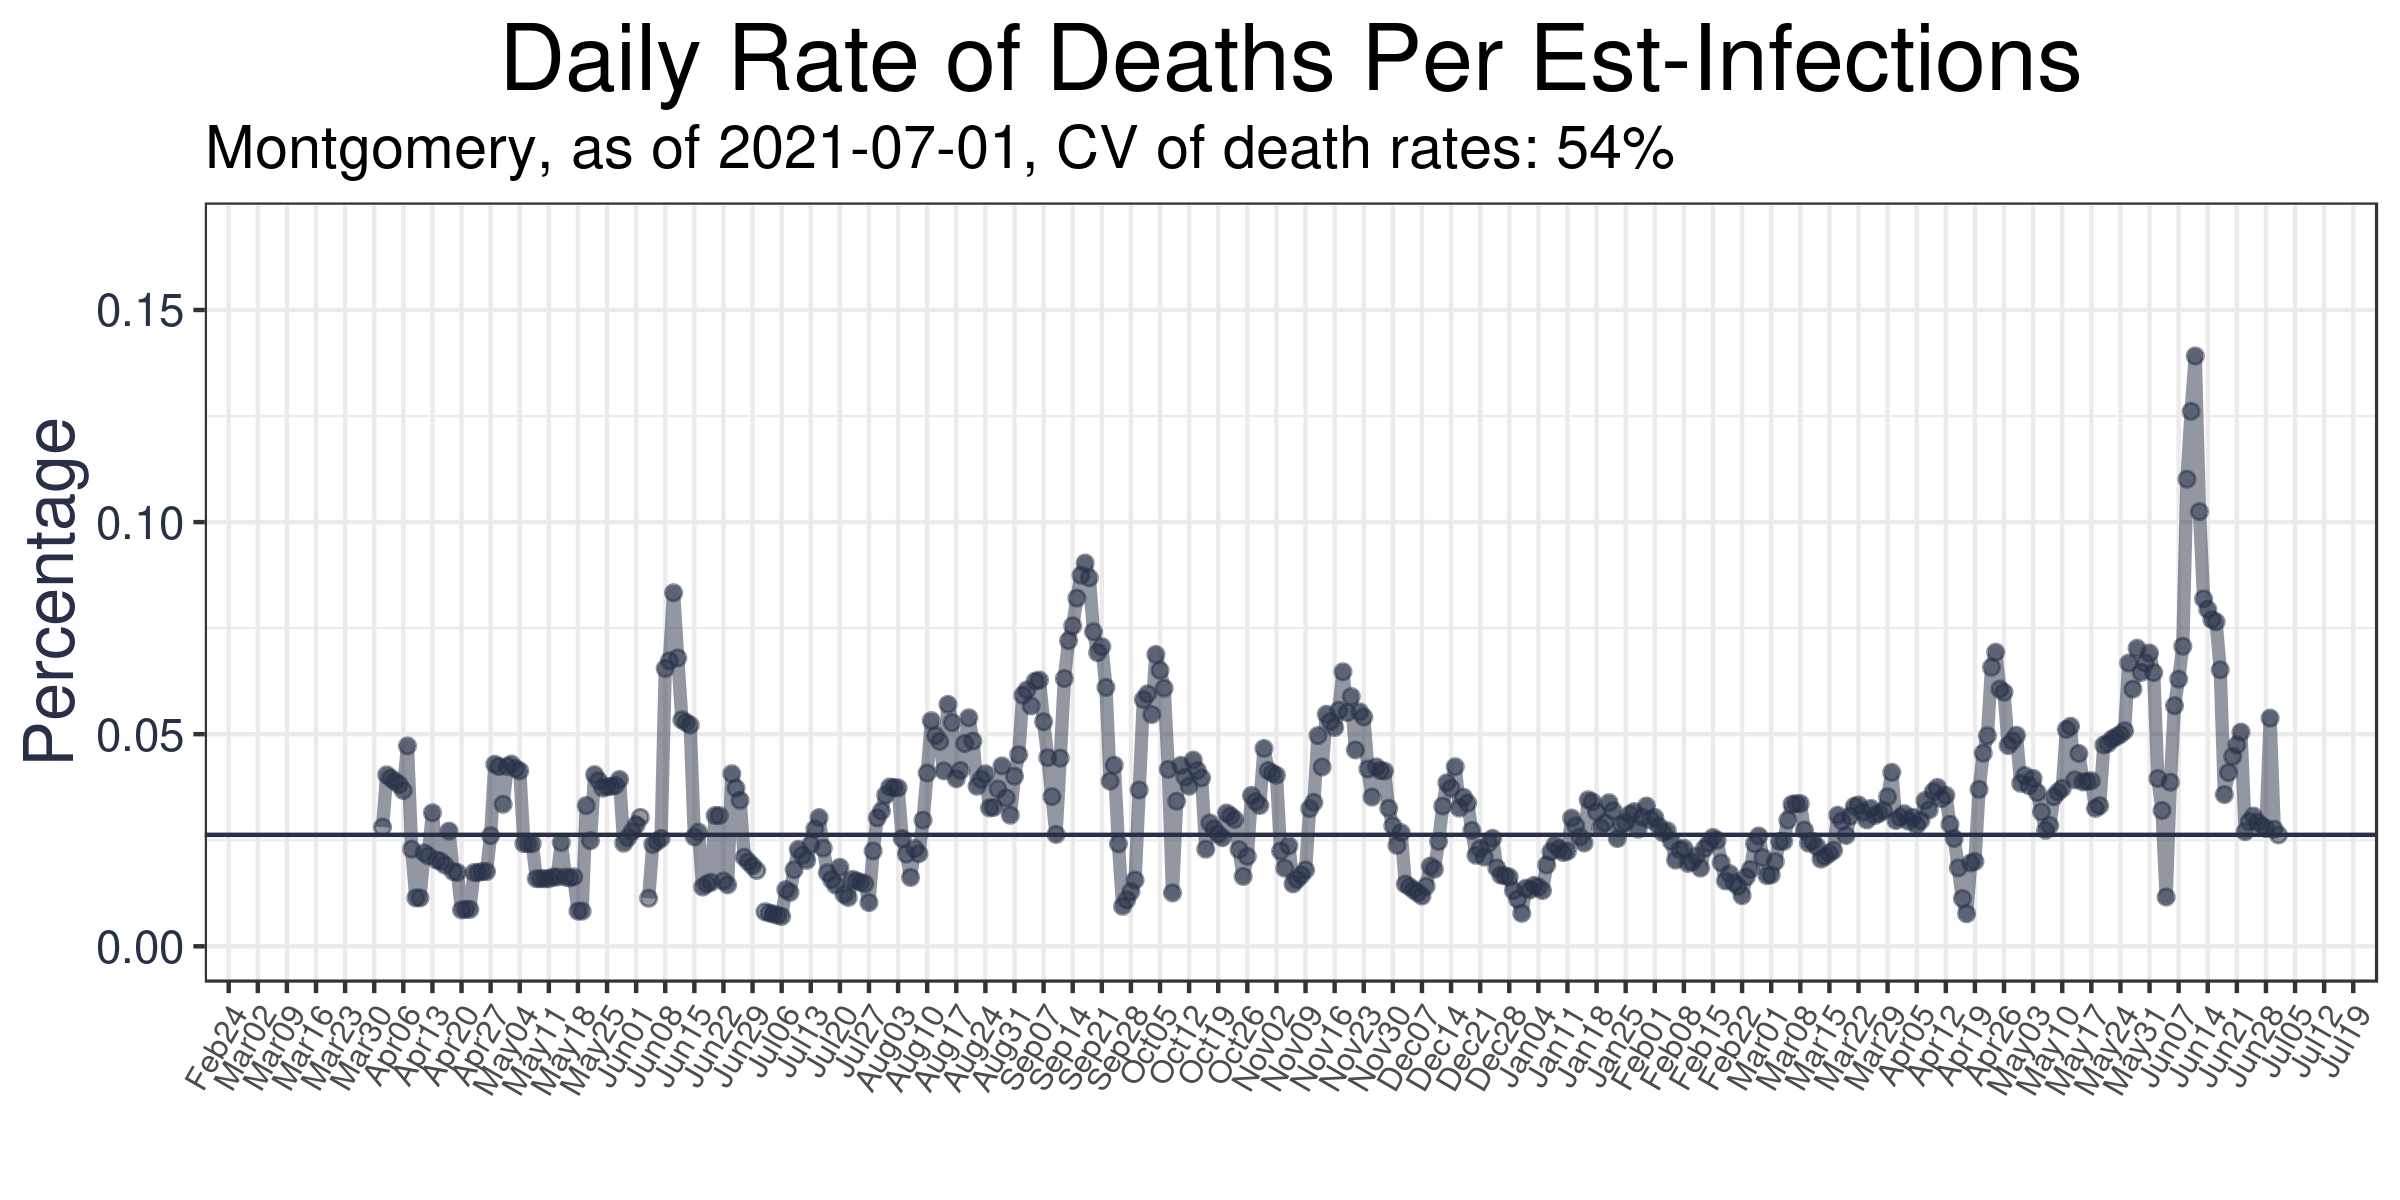 Daily Rate of Deaths Per Est-Infections
Montgomery, as of 2021-07-01, CV of death rates: 54%
Percentage
0.15
0.10
0.05
0.00
Feb24
Mar02
Mar09
Mar16
Mar23
Mar30
Apr06
Apr13
Apr20
Apr27
May04
May11
May18
May25
Jun01
Jun08
Jun15
Jun22
Jun29
Jul06
Jul13
Jul20
Jul27
Aug03
Aug10
Aug17
Aug24
Aug31
Sep07
Sep14
Sep21
Sep28
Oct05
Oct12
Oct19
Oct26
Nov02
Nov09
Nov16
Nov23
Nov30
Dec07
Dec14
Dec21
Dec28
Jan04
Jan11
Jan18
Jan25
Feb01
Feb08
Feb15
Feb22
Mar01
Mar08
Mar15
Mar22
Mar29
Apr05
Apr12
Apr19
Apr26
May03
May10
May17
May24
May31
Jun07
Jun14
Jun21
Jun28
Jul05
Jul12
Jul19